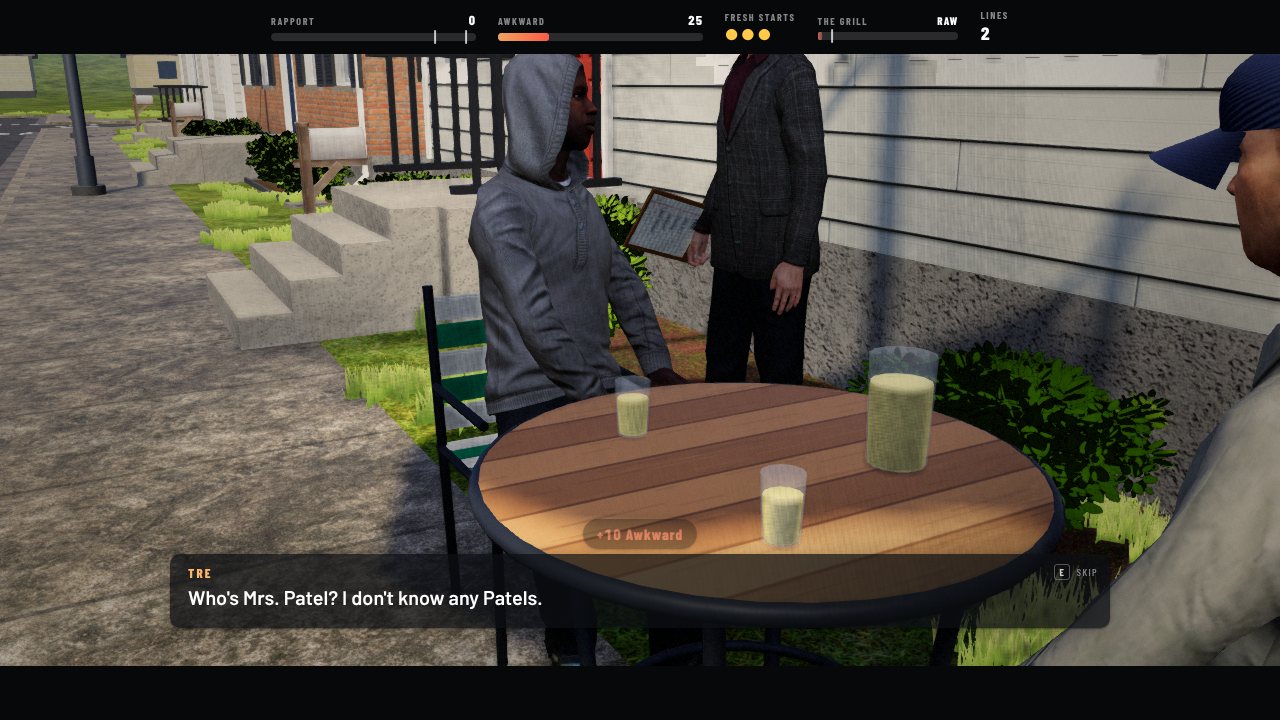 RAPPORT 0
AWKWARD 25
FRESH STARTS
THE GRILL RAW
LINES
2
+10 Awkward
TRE
E SKIP
Who's Mrs. Patel? I don't know any Patels.